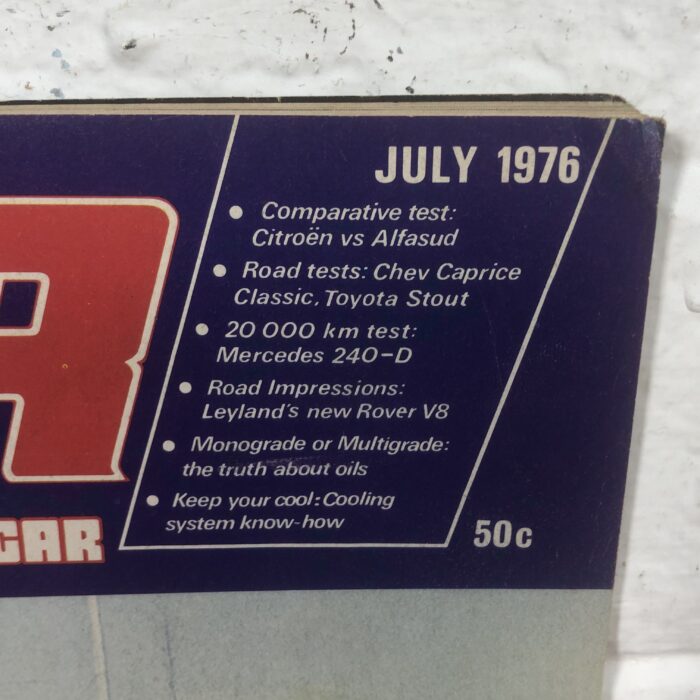 R
CAR
JULY 1976
• Comparative test:
Citroën vs Alfasud
• Road tests: Chev Caprice
Classic, Toyota Stout
• 20 000 km test:
Mercedes 240-D
• Road Impressions:
Leyland's new Rover V8
• Monograde or Multigrade:
the truth about oils
• Keep your cool: Cooling
system know-how
50c